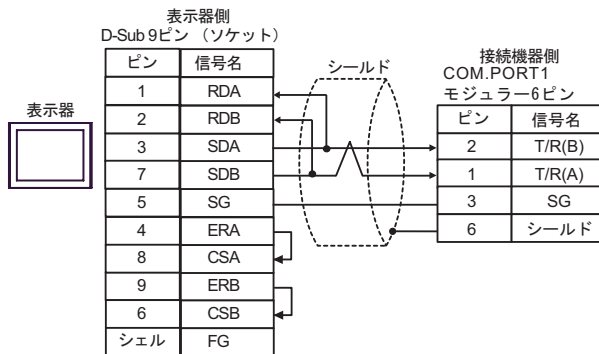 表示器側
D-Sub 9ピン （ソケット）
ピン 信号名
1 RDA
2 RDB
3 SDA
7 SDB
5 SG
4 ERA
8 CSA
9 ERB
6 CSB
シェル FG
表示器
シールド
接続機器側
COM.PORT1
モジュラー6ピン
ピン 信号名
2 T/R(B)
1 T/R(A)
3 SG
6 シールド